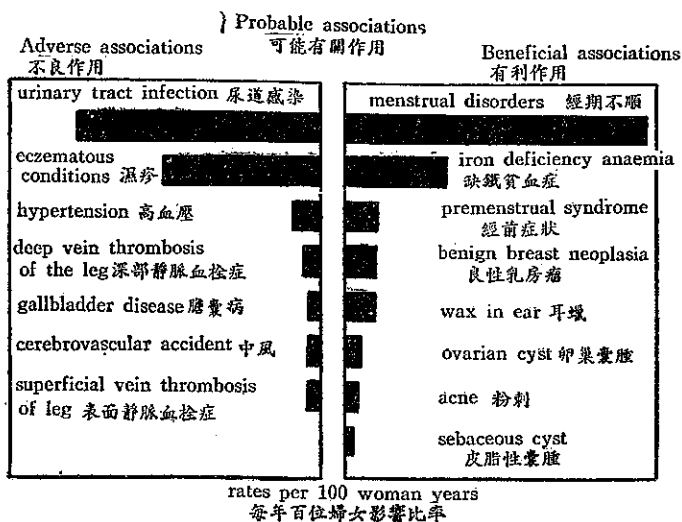 Probable associations
可能有關作用
Adverse associations
不良作用
urinary tract infection 尿道感染
eczematous
conditions 濕疹
hypertension 高血壓
deep vein thrombosis
of the leg 深部静脈血拴症
gallbladder disease 膽囊病
cerebrovascular accident 中風
superficial vein thrombosis
of leg 表面静脈血拴症
Beneficial associations
有利作用
menstrual disorders 經期不順
iron deficiency anaemia
缺鐵貧血症
premenstrual syndrome
經前症狀
benign breast neoplasia
良性乳房瘤
wax in ear 耳蠟
ovarian cyst 卵巢囊腫
acne 粉刺
sebaceous cyst
皮脂性囊腫
rates per 100 woman years
每年百位婦女影響比率